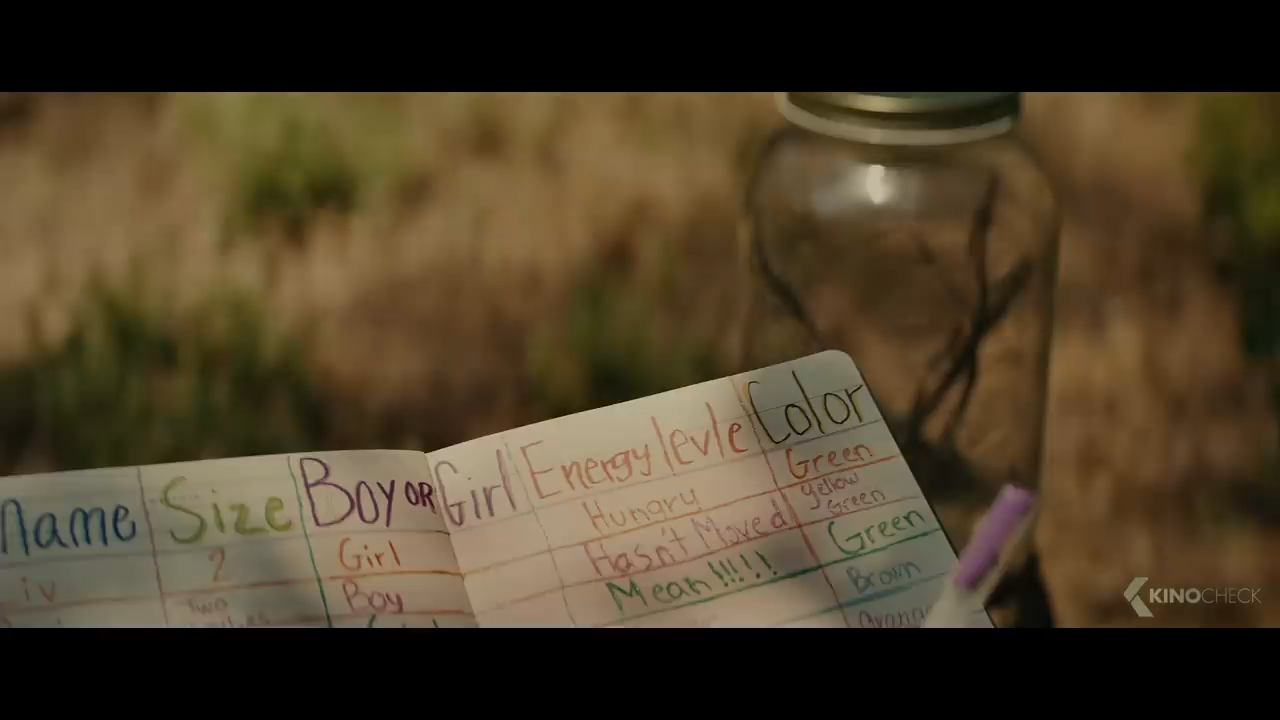 Name Size Boy OR Girl Energy levle Color
iv 2 Girl Hungry Green
Two Boy Hasn't Moved Yellow Green
Mean!!!!! Green
Brown
KINOCHECK